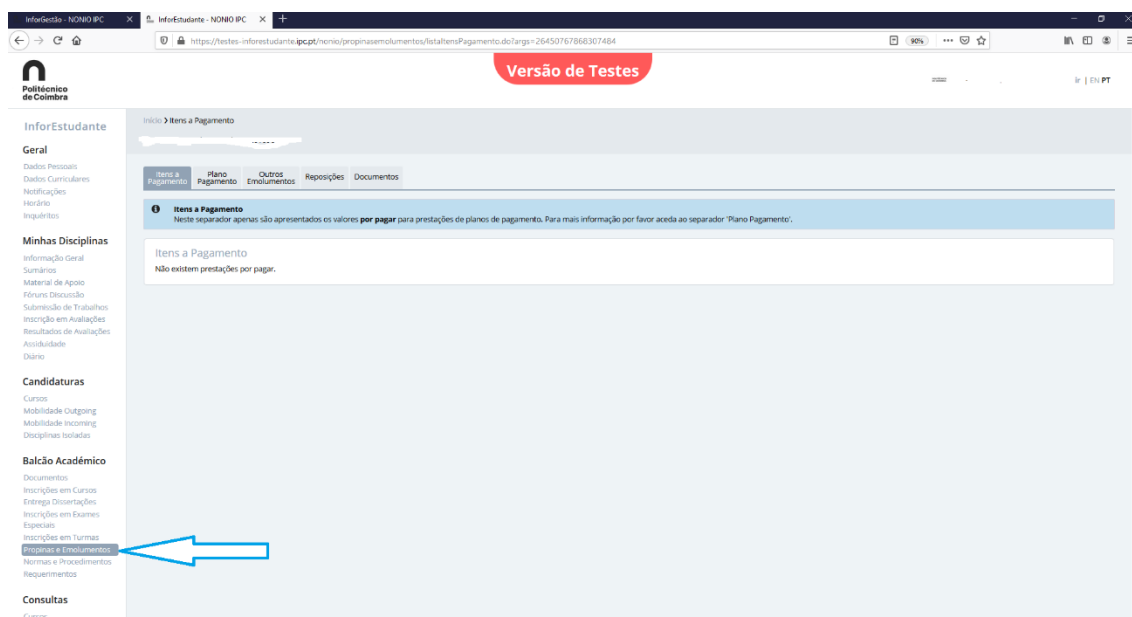 InforGestão - NONIO IPC
InforEstudante - NONIO IPC
https://testes-inforestudante.ipc.pt/nonio/propinasemolumentos/listaItensPagamento.do?args=26450767868307484
90%
Politécnico
de Coimbra
Versão de Testes
ir | EN PT
InforEstudante
Início > Itens a Pagamento
Geral
Dados Pessoais
Dados Curriculares
Notificações
Horário
Inquéritos
Itens a Pagamento
Plano Pagamento
Outros Emolumentos
Reposições
Documentos
Itens a Pagamento
Neste separador apenas são apresentados os valores por pagar para prestações de planos de pagamento. Para mais informação por favor aceda ao separador 'Plano Pagamento'.
Itens a Pagamento
Não existem prestações por pagar.
Minhas Disciplinas
Informação Geral
Sumários
Material de Apoio
Fóruns Discussão
Submissão de Trabalhos
Inscrição em Avaliações
Resultados de Avaliações
Assiduidade
Diário
Candidaturas
Cursos
Mobilidade Outgoing
Mobilidade Incoming
Disciplinas Isoladas
Balcão Académico
Documentos
Inscrições em Cursos
Entrega Dissertações
Inscrições em Exames
Especiais
Inscrições em Turmas
Propinas e Emolumentos
Normas e Procedimentos
Requerimentos
Consultas
Cursos